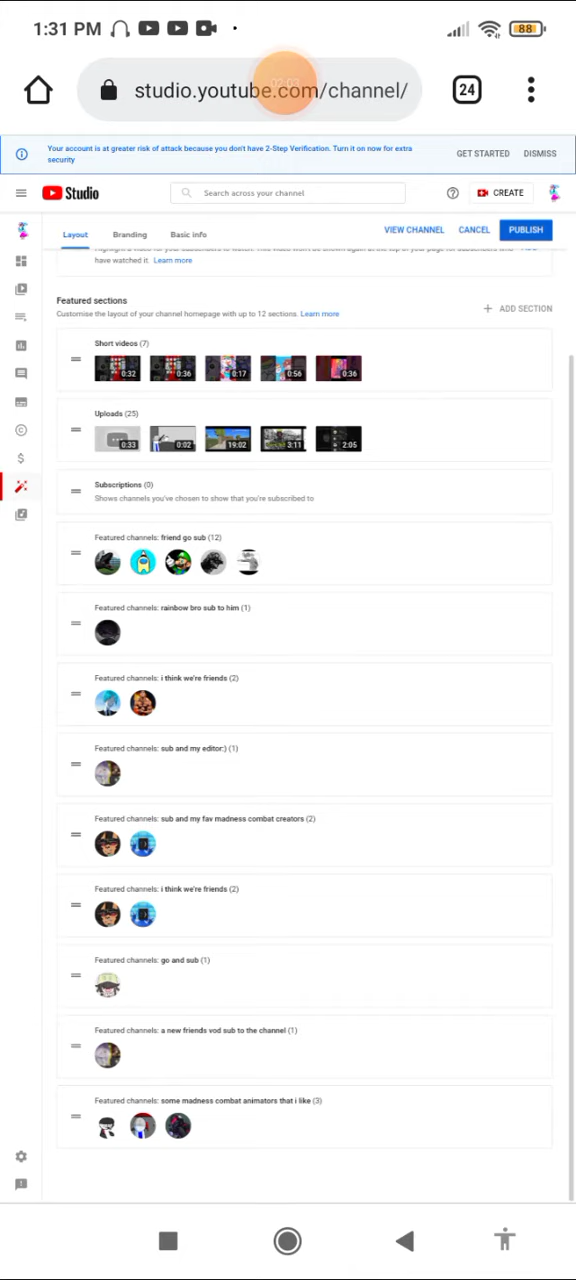 1:31 PM
88
02:03
studio.youtube.com/channel/
24
Your account is at greater risk of attack because you don't have 2-Step Verification. Turn it on now for extra
security
GET STARTED
DISMISS
Studio
Search across your channel
CREATE
Layout
Branding
Basic info
VIEW CHANNEL
CANCEL
PUBLISH
have watched it. Learn more
Featured sections
Customise the layout of your channel homepage with up to 12 sections. Learn more
ADD SECTION
Short videos (7)
0:32
0:36
0:17
0:56
0:36
Uploads (25)
0:33
0:02
19:02
3:11
2:05
Subscriptions (0)
Shows channels you've chosen to show that you're subscribed to
Featured channels: friend go sub (12)
Featured channels: rainbow bro sub to him (1)
Featured channels: i think we're friends (2)
Featured channels: sub and my editor:) (1)
Featured channels: sub and my fav madness combat creators (2)
Featured channels: i think we're friends (2)
Featured channels: go and sub (1)
Featured channels: a new friends vod sub to the channel (1)
Featured channels: some madness combat animators that i like (3)